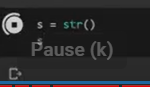 s = str()
s
Pause (k)